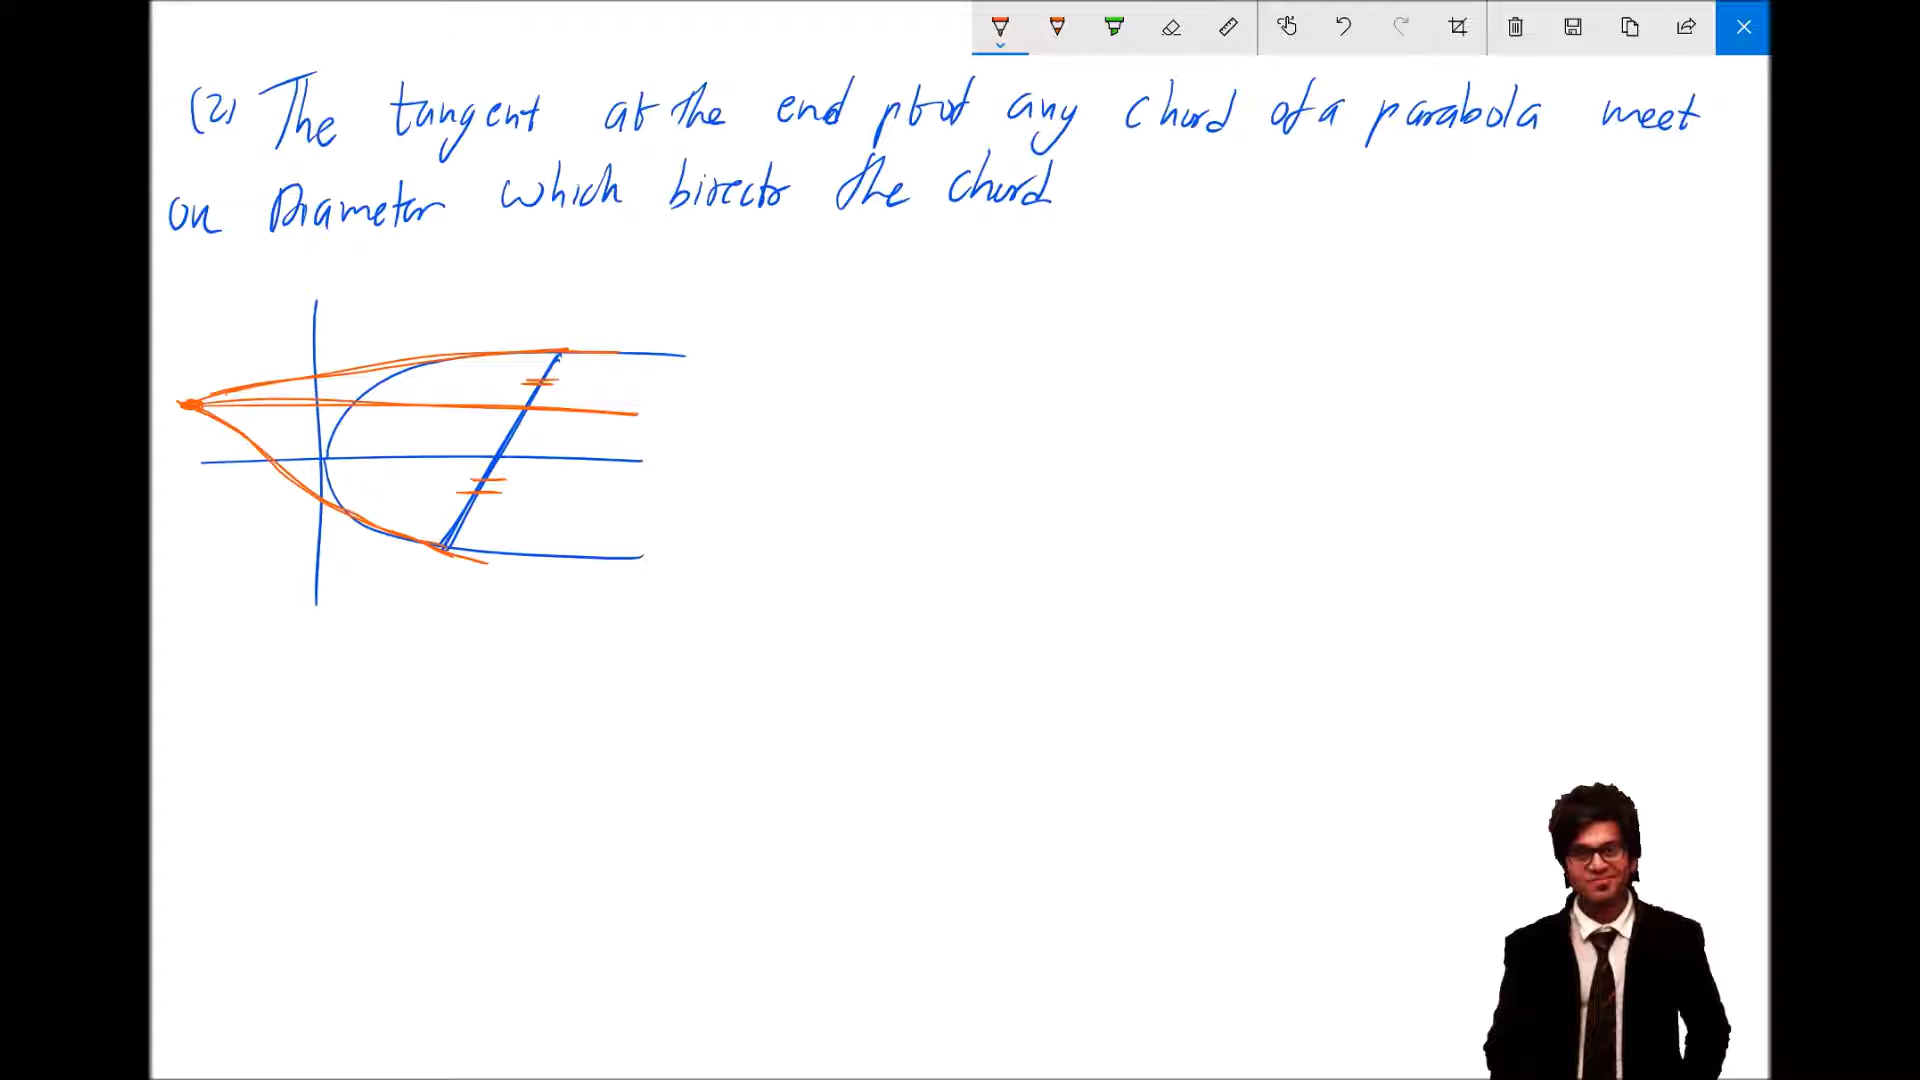 (2) The tangent at the end pt of any chord of a parabola meet
on Diameter which bisects the chord